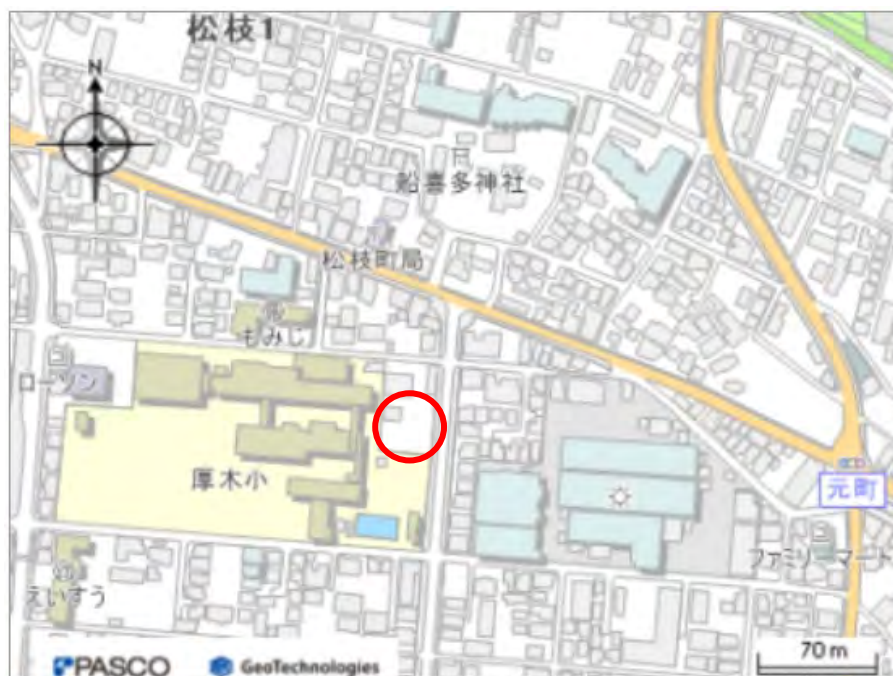 松枝1
N
船喜多神社
松枝町局
もみじ
ローソン
厚木小
元町
ファミリーマート
えいすう
70m
PASCO
GeoTechnologies